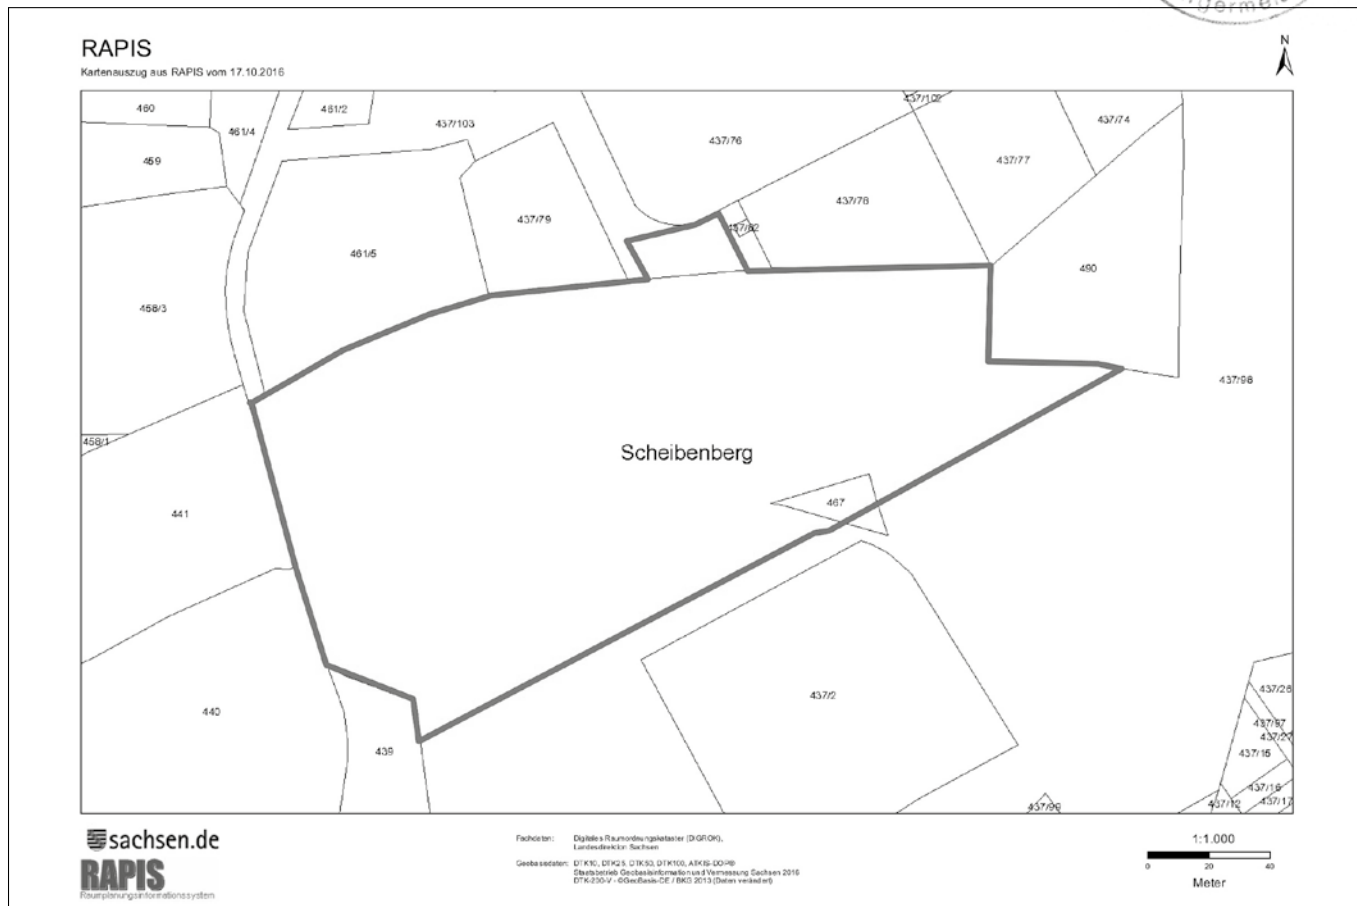 RAPIS
Kartenauszug aus RAPIS vom 17.10.2016
N
460
461/2
461/4
437/103
437/102
437/74
437/76
459
437/77
437/78
437/79
437/62
461/5
490
458/3
437/98
458/1
Scheibenberg
467
441
437/2
440
439
437/26
437/97
437/27
437/15
437/16
437/12
437/17
437/99
sachsen.de
RAPIS
Raumplanungsinformationssystem
Fachdaten: Digitales Raumordnungskataster (DIGROK),
Landesdirektion Sachsen
Geobasisdaten: DTK10, DTK25, DTK50, DTK100, ATKIS-DOP®
Staatsbetrieb Geobasisinformation und Vermessung Sachsen 2016
DTK-200-V - ©GeoBasis-DE / BKG 2013 (Daten verändert)
1:1.000
0 20 40
Meter